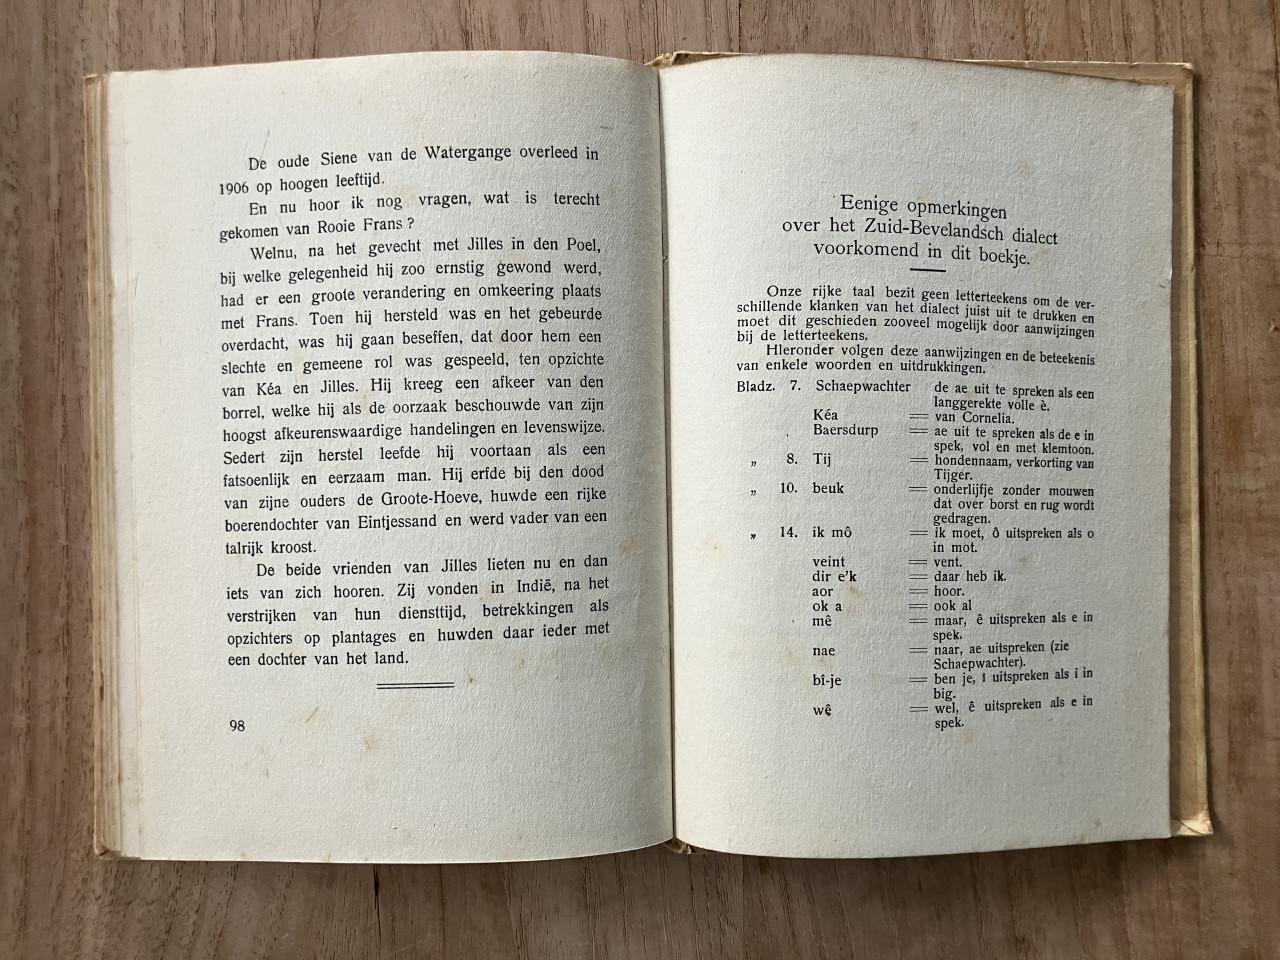 De oude Siene van de Watergange overleed in
1906 op hoogen leeftijd.
En nu hoor ik nog vragen, wat is terecht
gekomen van Rooie Frans ?
Welnu, na het gevecht met Jilles in den Poel,
bij welke gelegenheid hij zoo ernstig gewond werd,
had er een groote verandering en omkeering plaats
met Frans. Toen hij hersteld was en het gebeurde
overdacht, was hij gaan beseffen, dat door hem een
slechte en gemeene rol was gespeeld, ten opzichte
van Kéa en Jilles. Hij kreeg een afkeer van den
borrel, welke hij als de oorzaak beschouwde van zijn
hoogst afkeurenswaardige handelingen en levenswijze.
Sedert zijn herstel leefde hij voortaan als een
fatsoenlijk en eerzaam man. Hij erfde bij den dood
van zijne ouders de Groote-Hoeve, huwde een rijke
boerendochter van Eintjessand en werd vader van een
talrijk kroost.
De beide vrienden van Jilles lieten nu en dan
iets van zich hooren. Zij vonden in Indië, na het
verstrijken van hun diensttijd, betrekkingen als
opzichters op plantages en huwden daar ieder met
een dochter van het land.
98
Eenige opmerkingen
over het Zuid-Bevelandsch dialect
voorkomend in dit boekje.
Onze rijke taal bezit geen letterteekens om de ver-
schillende klanken van het dialect juist uit te drukken en
moet dit geschieden zooveel mogelijk door aanwijzingen
bij de letterteekens.
Hieronder volgen deze aanwijzingen en de beteekenis
van enkele woorden en uitdrukkingen.
Bladz. 7. Schaepwachter de ae uit te spreken als een
langgerekte volle è.
Kéa = van Cornelia.
Baersdurp = ae uit te spreken als de e in
spek, vol en met klemtoon.
„ 8. Tij = hondennaam, verkorting van
Tijger.
„ 10. beuk = onderlijfje zonder mouwen
dat over borst en rug wordt
gedragen.
„ 14. ik mô = ik moet, ô uitspreken als o
in mot.
veint = vent.
dir e'k = daar heb ik.
aor = hoor.
ok a = ook al
mê = maar, ê uitspreken als e in
spek.
nae = naar, ae uitspreken (zie
Schaepwachter).
bî-je = ben je, î uitspreken als i in
big.
wê = wel, ê uitspreken als e in
spek.